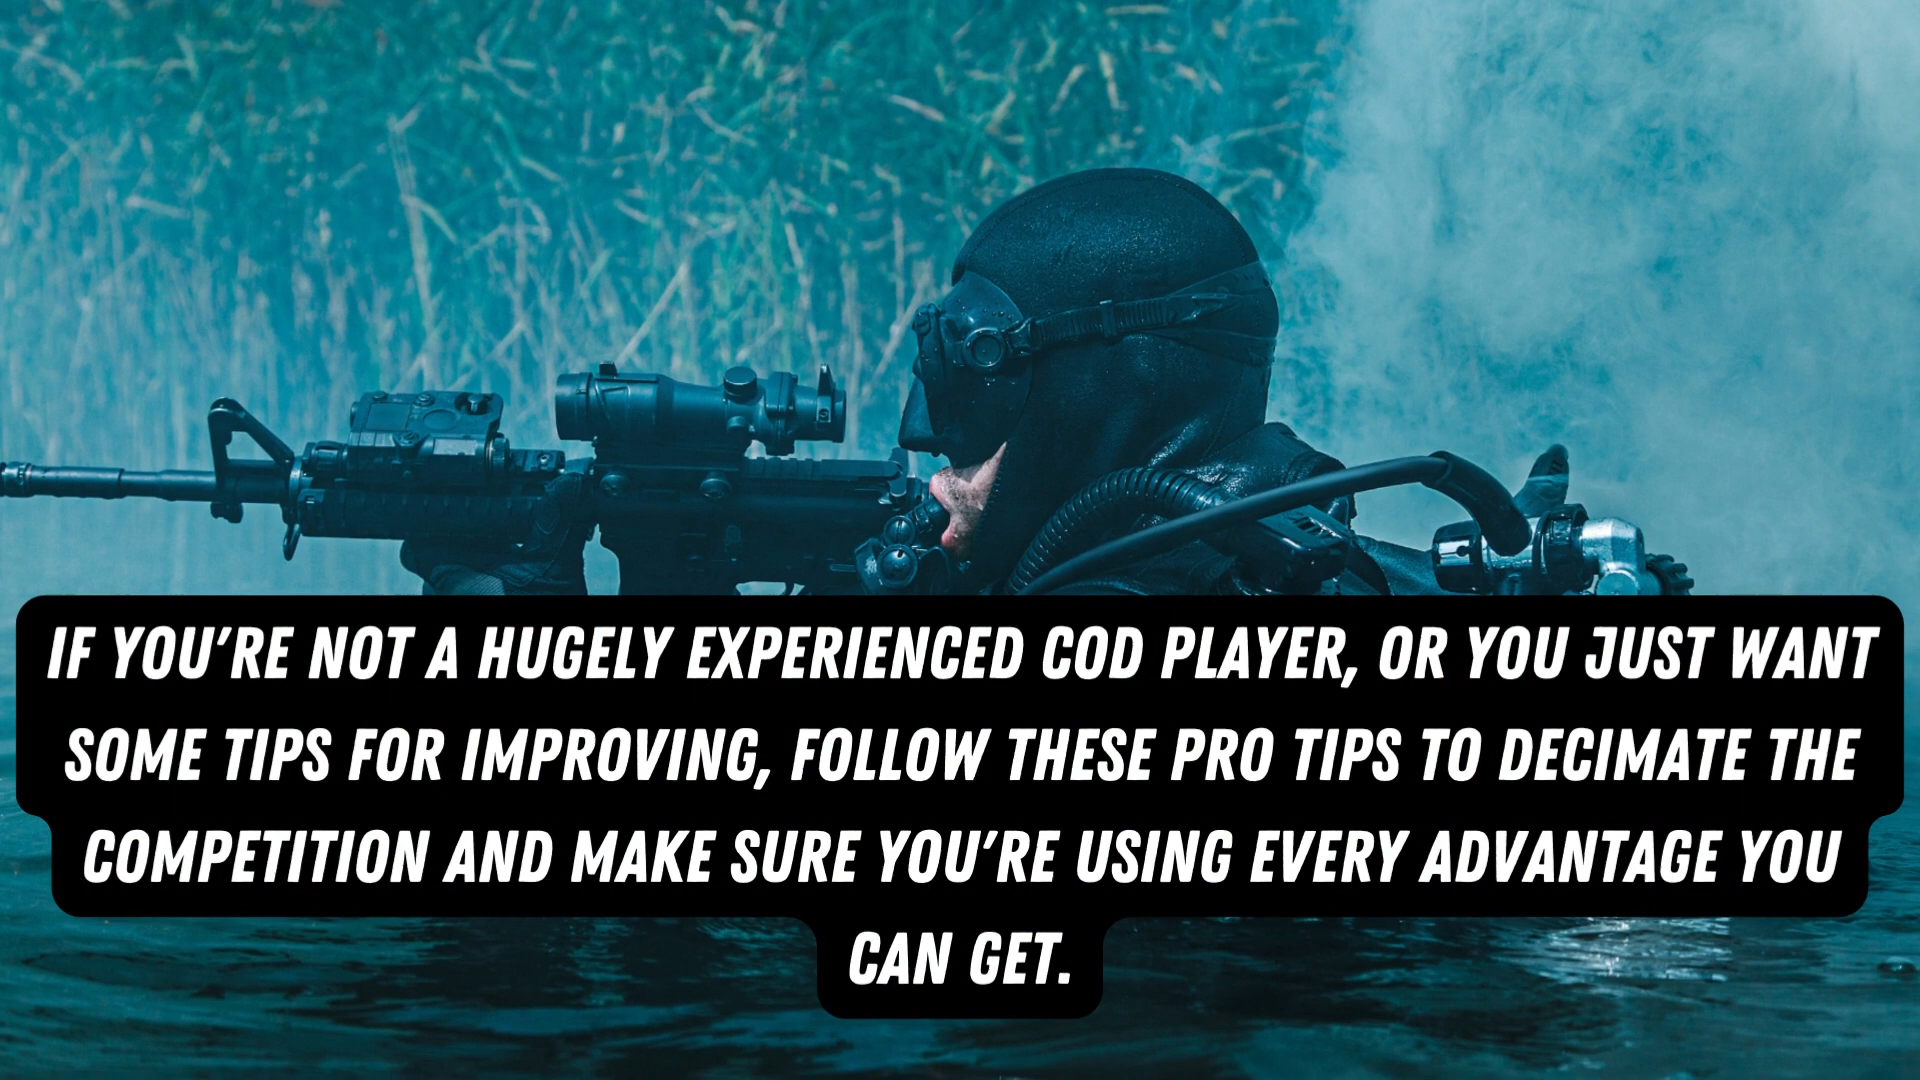 IF YOU'RE NOT A HUGELY EXPERIENCED COD PLAYER, OR YOU JUST WANT
SOME TIPS FOR IMPROVING, FOLLOW THESE PRO TIPS TO DECIMATE THE
COMPETITION AND MAKE SURE YOU'RE USING EVERY ADVANTAGE YOU
CAN GET.